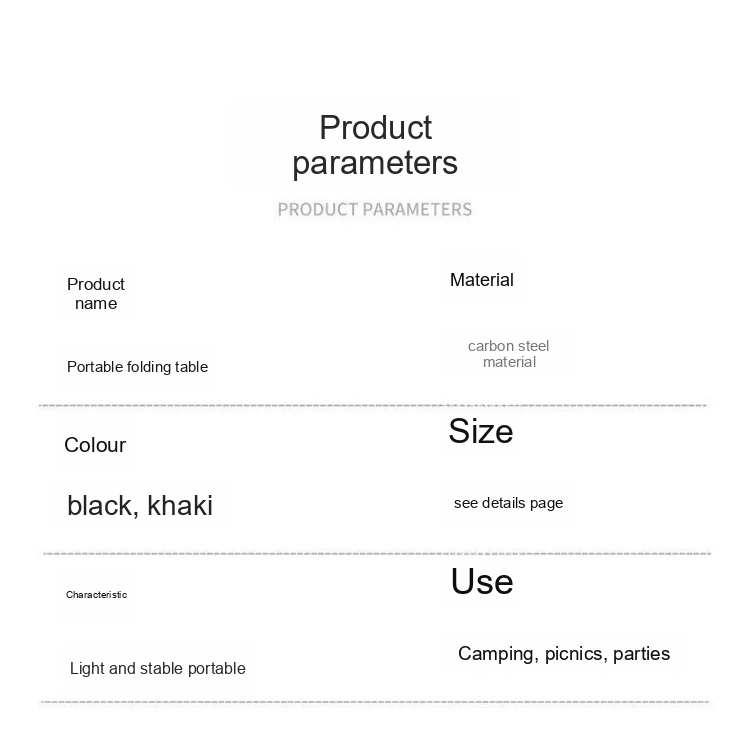 Product
parameters
PRODUCT PARAMETERS
Product
name
Material
Portable folding table
carbon steel
material
Colour
Size
black, khaki
see details page
Characteristic
Use
Light and stable portable
Camping, picnics, parties